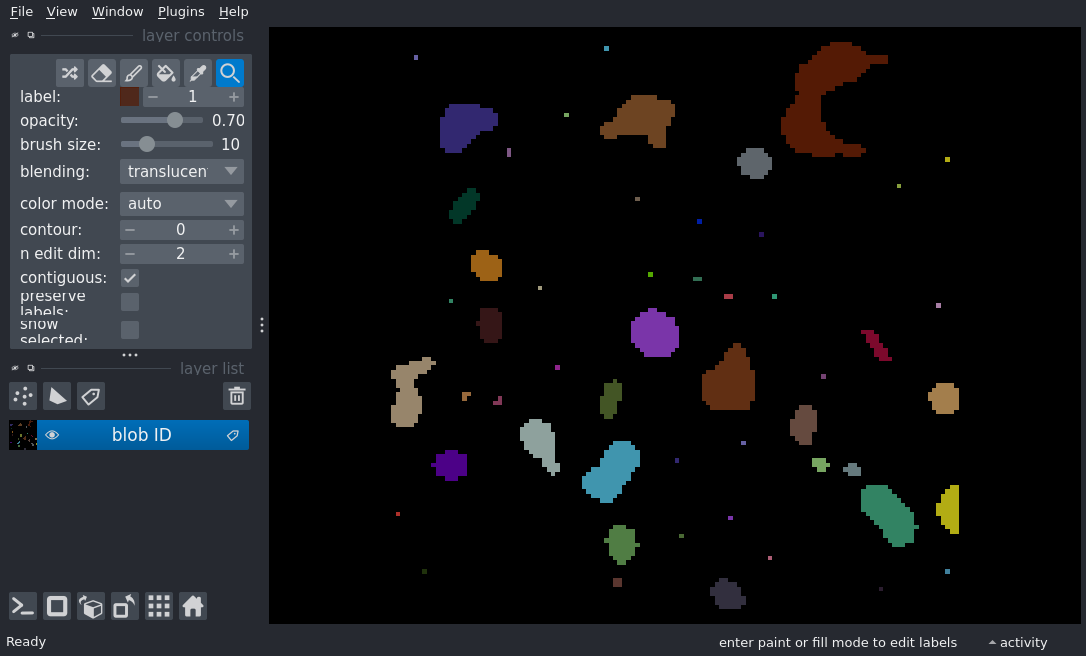 File View Window Plugins Help
layer controls
label: 1
opacity: 0.70
brush size: 10
blending: translucen
color mode: auto
contour: 0
n edit dim: 2
contiguous:
preserve
labels:
show
selected:
layer list
blob ID
Ready enter paint or fill mode to edit labels activity